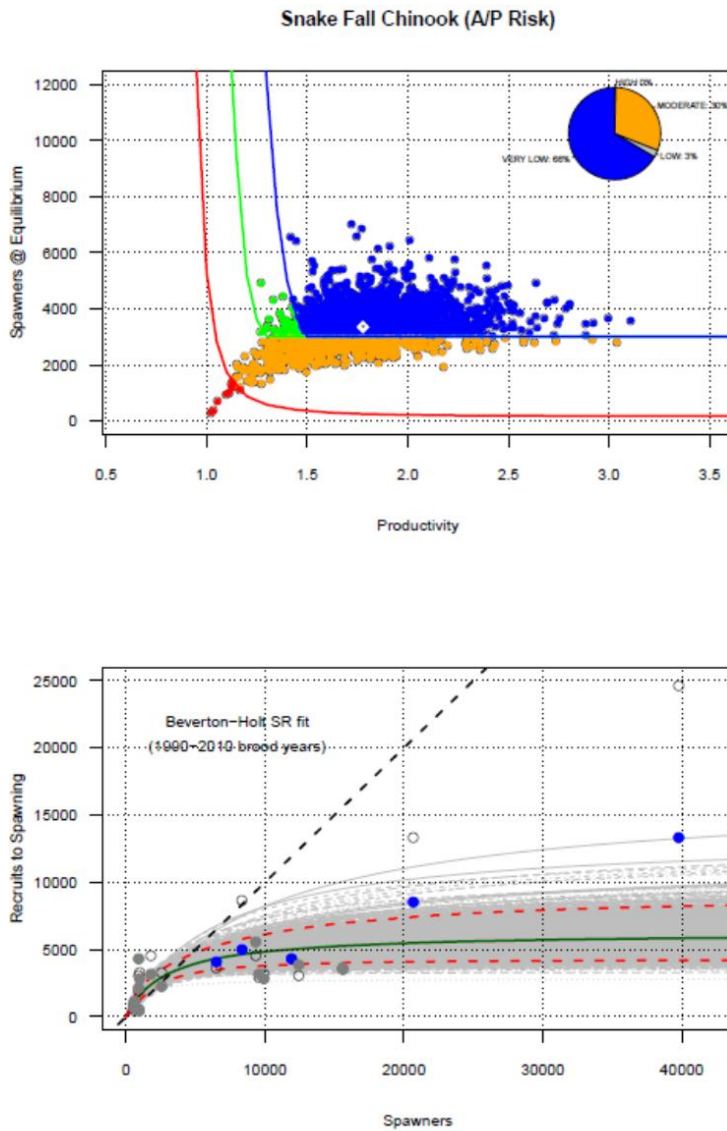 Snake Fall Chinook (A/P Risk)
12000
10000
8000
6000
4000
2000
0
Spawners @ Equilibrium
HIGH 0%
MODERATE: 30%
VERY LOW: 66%
LOW: 3%
0.5 1.0 1.5 2.0 2.5 3.0 3.5
Productivity
25000
20000
15000
10000
5000
0
Recruits to Spawning
Beverton-Holt SR fit
(1990-2010 brood years)
0 10000 20000 30000 40000
Spawners